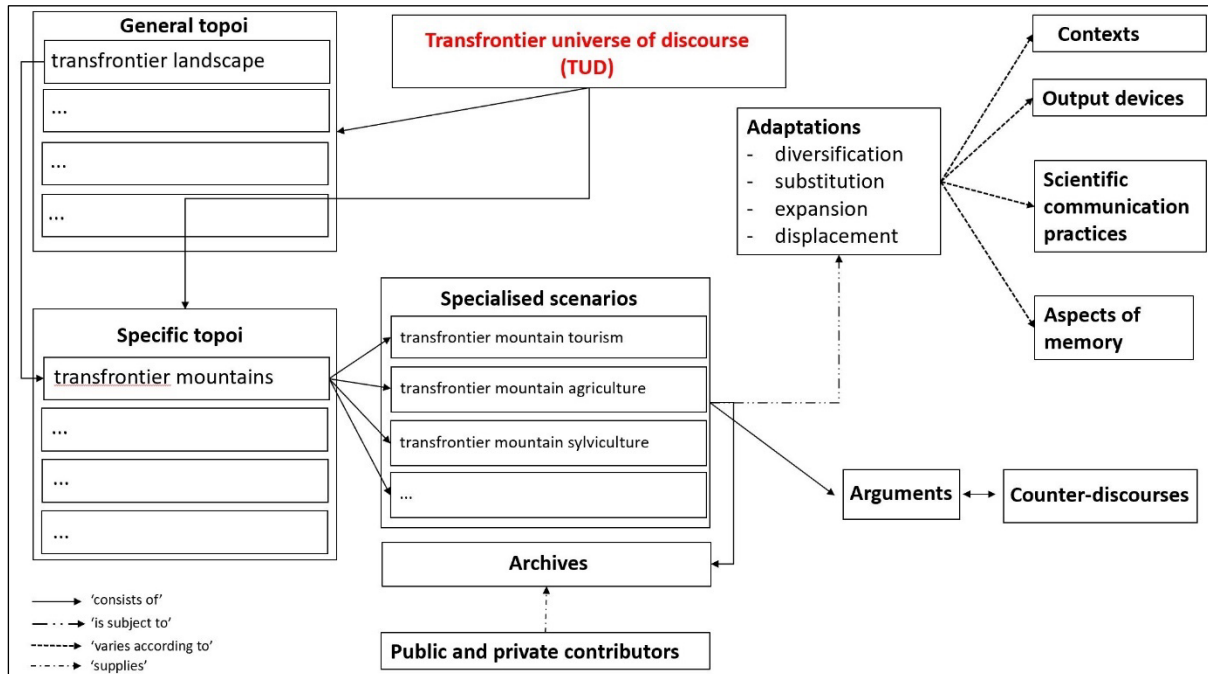 General topoi
transfrontier landscape
...
...
...
Transfrontier universe of discourse
(TUD)
Adaptations
- diversification
- substitution
- expansion
- displacement
Contexts
Output devices
Scientific
communication
practices
Aspects of
memory
Specific topoi
transfrontier mountains
...
...
...
Specialised scenarios
transfrontier mountain tourism
transfrontier mountain agriculture
transfrontier mountain sylviculture
...
Arguments
Counter-discourses
Archives
Public and private contributors
‘consists of’
‘is subject to’
‘varies according to’
‘supplies’